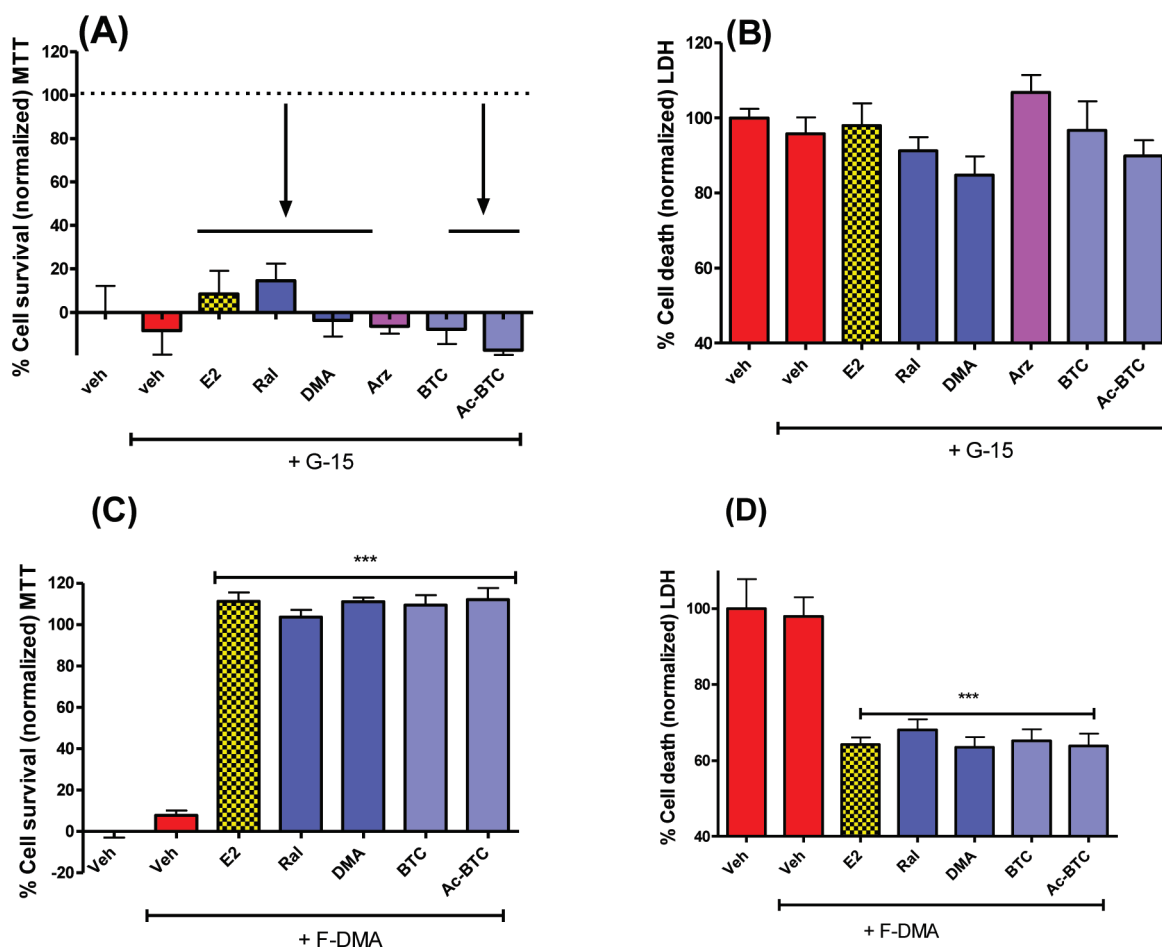 (A)
% Cell survival (normalized) MTT
120
100
80
60
40
20
0
veh
veh
E2
Ral
DMA
Arz
BTC
Ac-BTC
+ G-15
(B)
% Cell death (normalized) LDH
120
100
80
60
40
veh
veh
E2
Ral
DMA
Arz
BTC
Ac-BTC
+ G-15
(C)
% Cell survival (normalized) MTT
120
100
80
60
40
20
0
-20
***
Veh
Veh
E2
Ral
DMA
BTC
Ac-BTC
+ F-DMA
(D)
% Cell death (normalized) LDH
100
80
60
40
***
Veh
Veh
E2
Ral
DMA
BTC
Ac-BTC
+ F-DMA